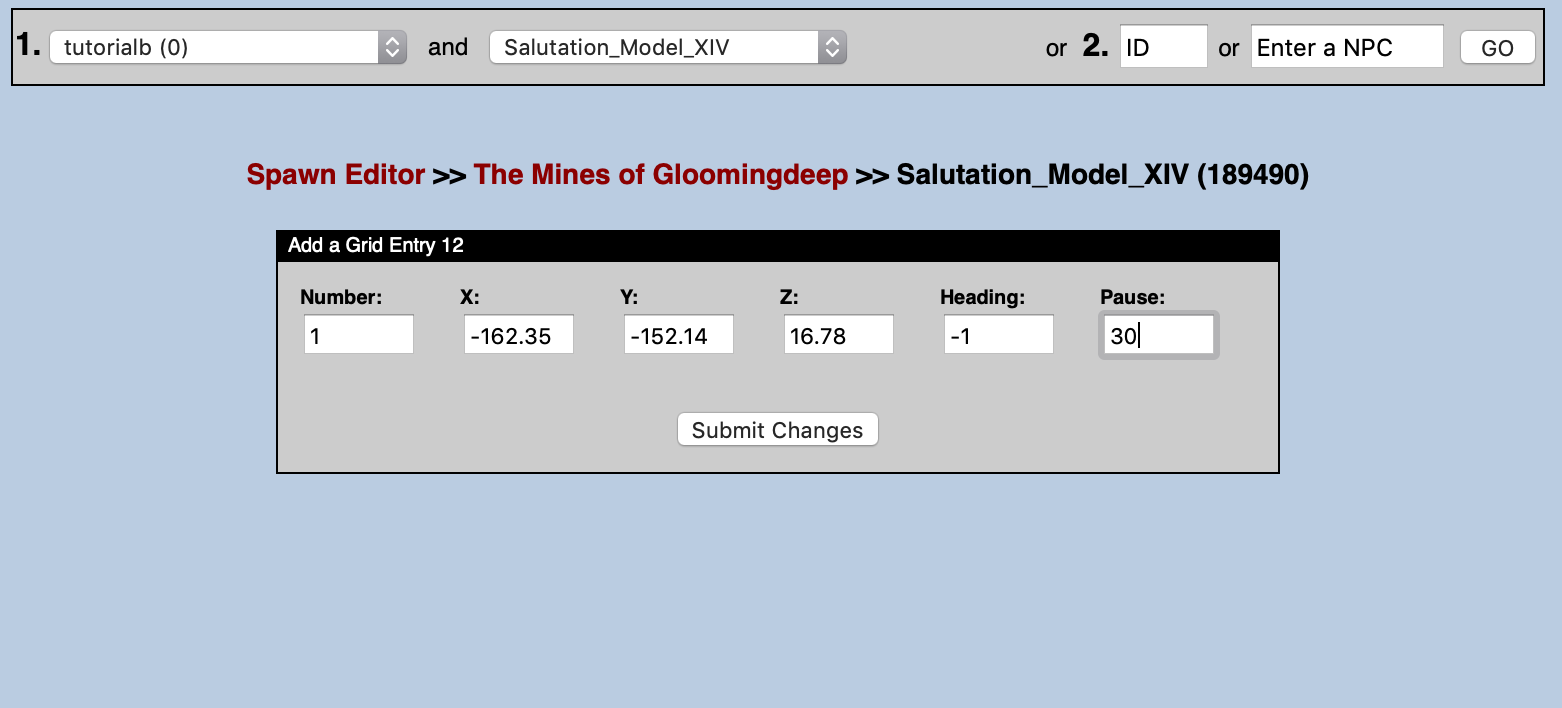 1. tutorialb (0) and Salutation_Model_XIV or 2. ID or Enter a NPC GO
Spawn Editor >> The Mines of Gloomingdeep >> Salutation_Model_XIV (189490)
Add a Grid Entry 12
Number: X: Y: Z: Heading: Pause:
1 -162.35 -152.14 16.78 -1 30
Submit Changes